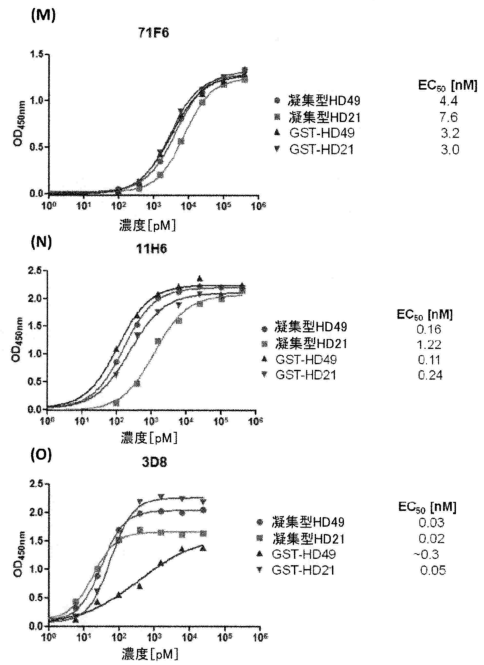 (M)
71F6
OD450nm
1.5
1.0
0.5
0.0
10⁰ 10¹ 10² 10³ 10⁴ 10⁵ 10⁶
濃度[pM]
EC50 [nM]
凝集型HD49 4.4
凝集型HD21 7.6
GST-HD49 3.2
GST-HD21 3.0
(N)
11H6
OD450nm
2.5
2.0
1.5
1.0
0.5
0.0
10⁰ 10¹ 10² 10³ 10⁴ 10⁵ 10⁶
濃度[pM]
EC50 [nM]
凝集型HD49 0.16
凝集型HD21 1.22
GST-HD49 0.11
GST-HD21 0.24
(O)
3D8
OD450nm
2.5
2.0
1.5
1.0
0.5
0.0
10⁰ 10¹ 10² 10³ 10⁴ 10⁵
濃度[pM]
EC50 [nM]
凝集型HD49 0.03
凝集型HD21 0.02
GST-HD49 ~0.3
GST-HD21 0.05